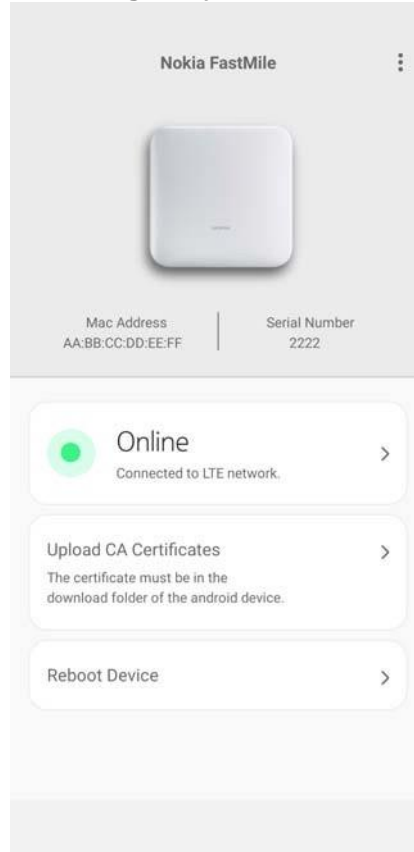 Nokia FastMile
Mac Address
AA:BB:CC:DD:EE:FF
Serial Number
2222
Online
Connected to LTE network.
Upload CA Certificates
The certificate must be in the
download folder of the android device.
Reboot Device